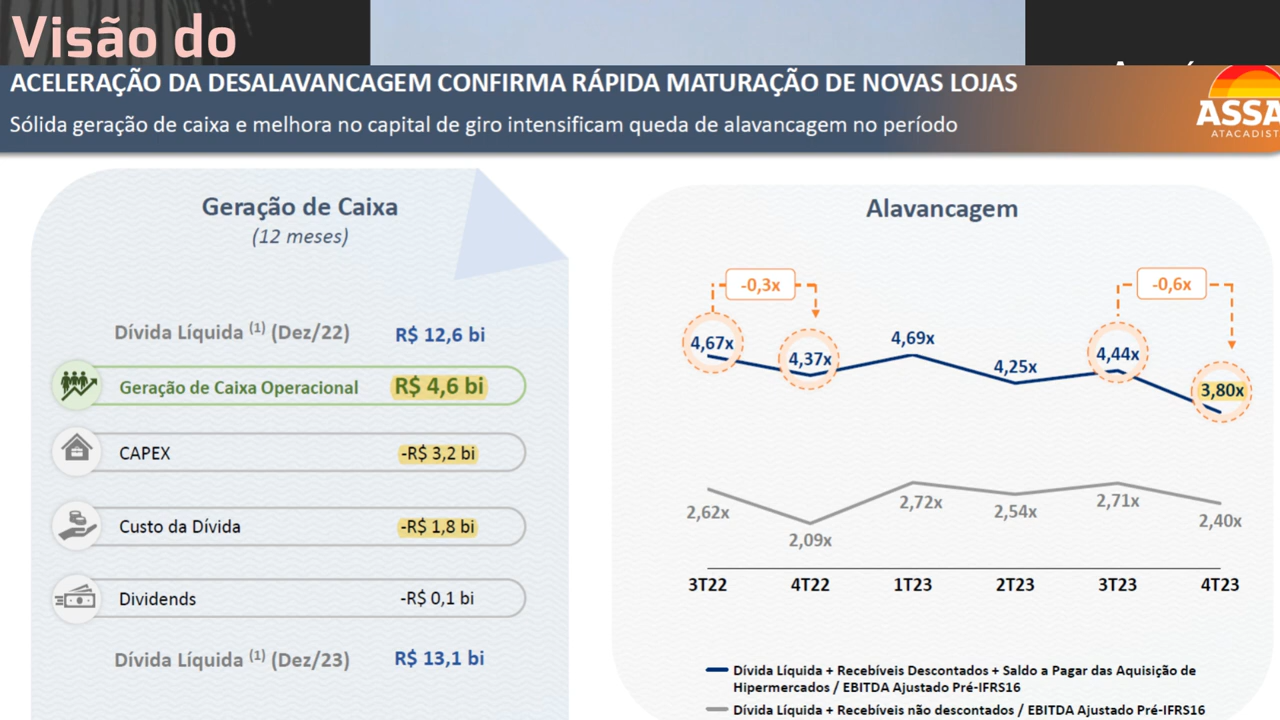 Visão do
ACELERAÇÃO DA DESALAVANCAGEM CONFIRMA RÁPIDA MATURAÇÃO DE NOVAS LOJAS
Sólida geração de caixa e melhora no capital de giro intensificam queda de alavancagem no período
ASSA
ATACADIST
Geração de Caixa
(12 meses)
Dívida Líquida (1) (Dez/22) R$ 12,6 bi
Geração de Caixa Operacional R$ 4,6 bi
CAPEX -R$ 3,2 bi
Custo da Dívida -R$ 1,8 bi
Dividends -R$ 0,1 bi
Dívida Líquida (1) (Dez/23) R$ 13,1 bi
Alavancagem
-0,3x -0,6x
4,67x 4,37x 4,69x 4,25x 4,44x 3,80x
2,62x 2,09x 2,72x 2,54x 2,71x 2,40x
3T22 4T22 1T23 2T23 3T23 4T23
Dívida Líquida + Recebíveis Descontados + Saldo a Pagar das Aquisição de
Hipermercados / EBITDA Ajustado Pré-IFRS16
Dívida Líquida + Recebíveis não descontados / EBITDA Ajustado Pré-IFRS16